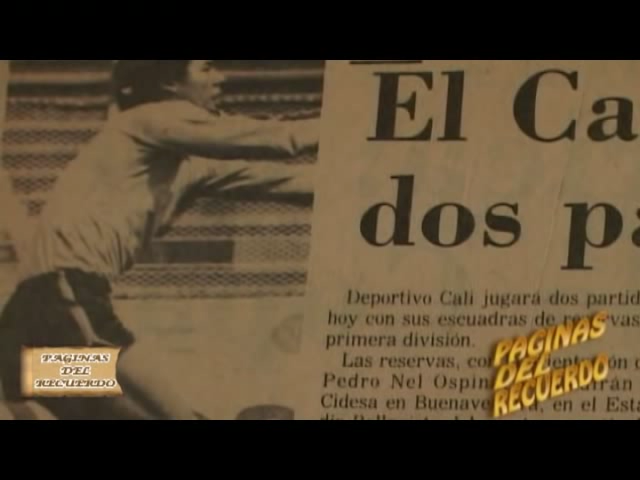 El Ca
dos pa
Deportivo Cali jugará dos partid
hoy con sus escuadras de
primera división.
Las reservas,
Pedro Nel Ospin
Cidesa en Buenave
PAGINAS
DEL
RECUERDO
PAGINAS
DEL
RECUERDO